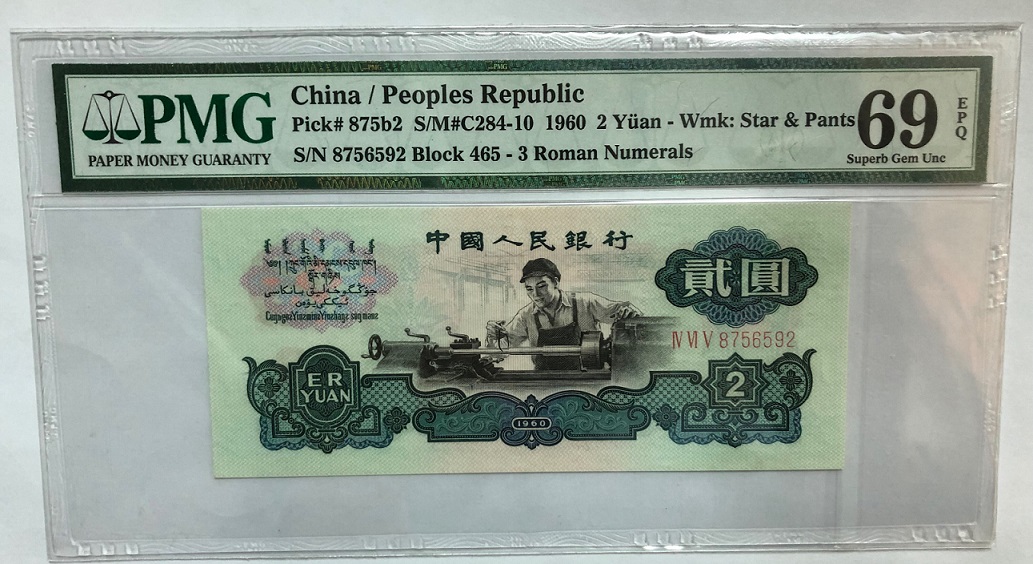 PMG
PAPER MONEY GUARANTY
China / Peoples Republic
Pick# 875b2 S/M#C284-10 1960 2 Yüan - Wmk: Star & Pants
S/N 8756592 Block 465 - 3 Roman Numerals
69
EPQ
Superb Gem Unc
中國人民銀行
貳圓
IV VI V 8756592
ER
YUAN
1960
2